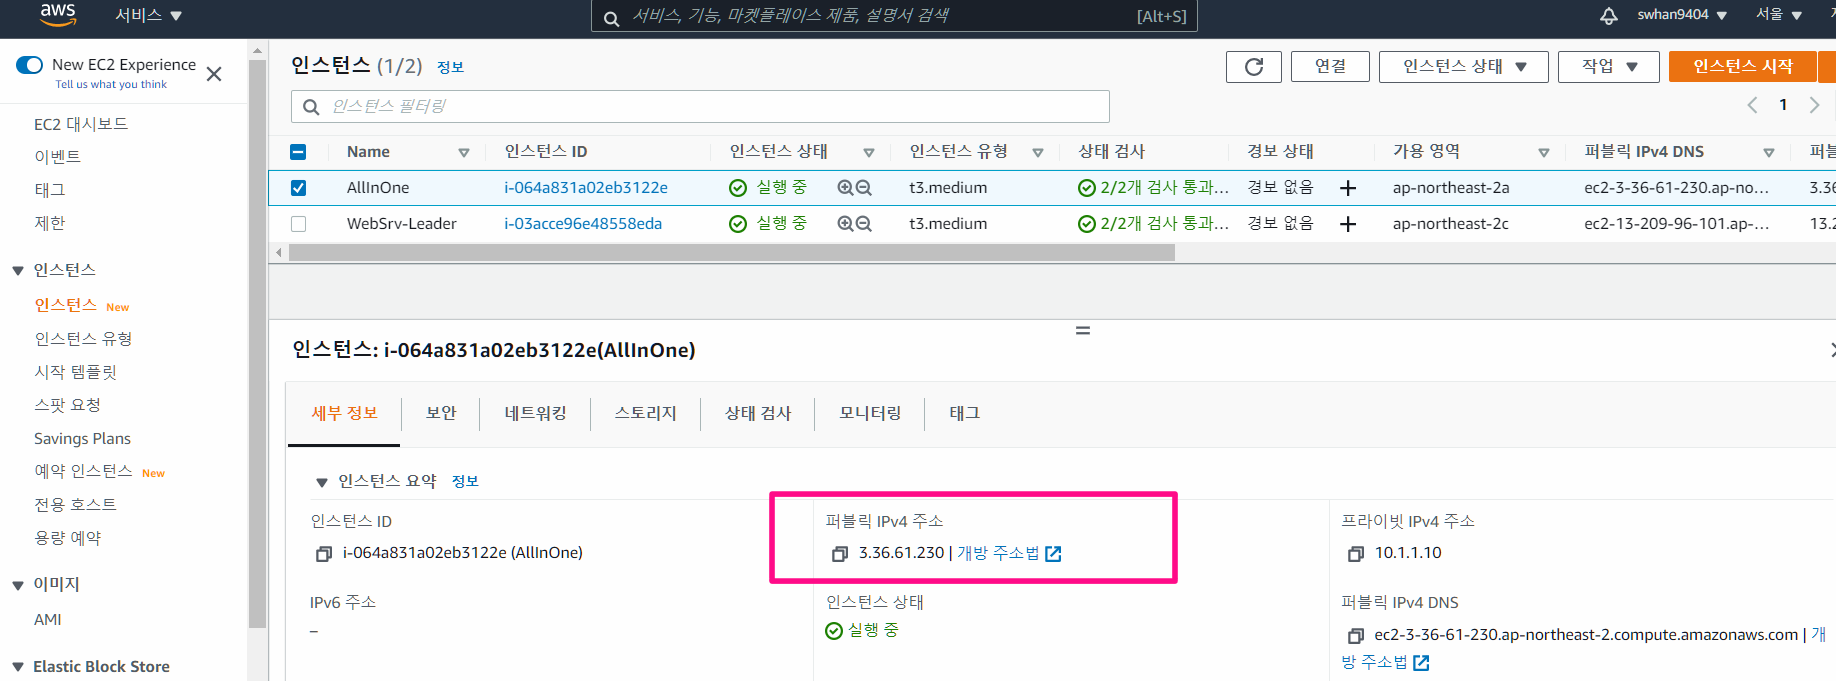 aws 서비스 서비스, 기능, 마켓플레이스 제품, 설명서 검색 [Alt+S] swhan9404 서울
New EC2 Experience
Tell us what you think
EC2 대시보드
이벤트
태그
제한
인스턴스
인스턴스 New
인스턴스 유형
시작 템플릿
스팟 요청
Savings Plans
예약 인스턴스 New
전용 호스트
용량 예약
이미지
AMI
Elastic Block Store
인스턴스 (1/2) 정보
연결 인스턴스 상태 작업 인스턴스 시작
인스턴스 필터링
1
Name 인스턴스 ID 인스턴스 상태 인스턴스 유형 상태 검사 경보 상태 가용 영역 퍼블릭 IPv4 DNS 퍼블
AllInOne i-064a831a02eb3122e 실행 중 t3.medium 2/2개 검사 통과... 경보 없음 ap-northeast-2a ec2-3-36-61-230.ap-no... 3.36
WebSrv-Leader i-03acce96e48558eda 실행 중 t3.medium 2/2개 검사 통과... 경보 없음 ap-northeast-2c ec2-13-209-96-101.ap-... 13.2
인스턴스: i-064a831a02eb3122e(AllInOne)
세부 정보 보안 네트워킹 스토리지 상태 검사 모니터링 태그
인스턴스 요약 정보
인스턴스 ID
i-064a831a02eb3122e (AllInOne)
퍼블릭 IPv4 주소
3.36.61.230 | 개방 주소법
프라이빗 IPv4 주소
10.1.1.10
IPv6 주소
–
인스턴스 상태
실행 중
퍼블릭 IPv4 DNS
ec2-3-36-61-230.ap-northeast-2.compute.amazonaws.com | 개
방 주소법